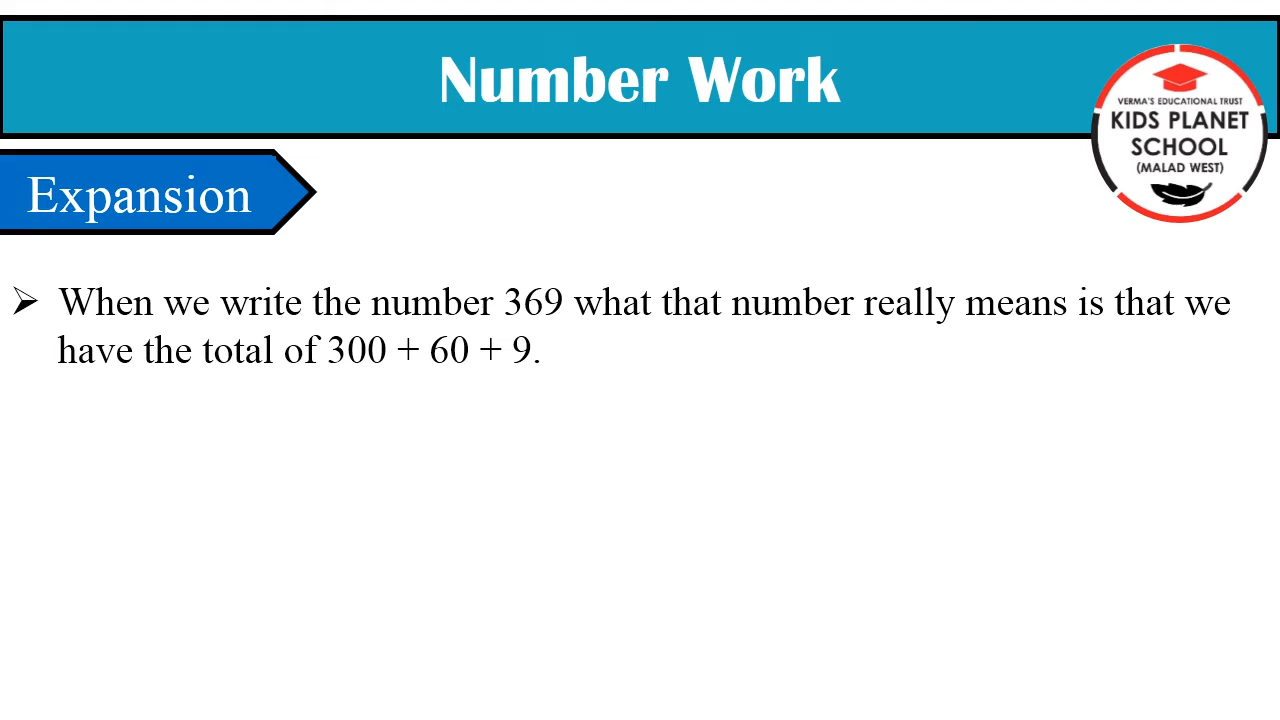 Number Work
VERMA'S EDUCATIONAL TRUST
KIDS PLANET
SCHOOL
(MALAD WEST)
Expansion
➢ When we write the number 369 what that number really means is that we
have the total of 300 + 60 + 9.